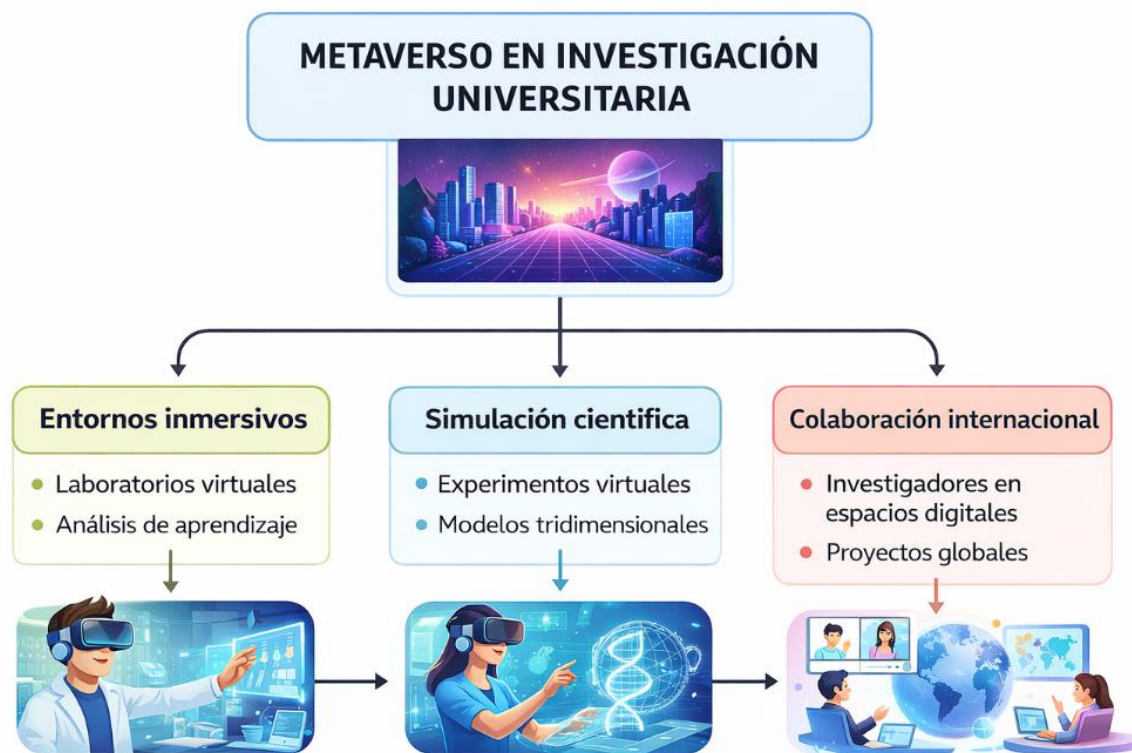 METAVERSO EN INVESTIGACIÓN
UNIVERSITARIA
Entornos inmersivos
• Laboratorios virtuales
• Análisis de aprendizaje
Simulación cientifica
• Experimentos virtuales
• Modelos tridimensionales
Colaboración internacional
• Investigadores en
espacios digitales
• Proyectos globales